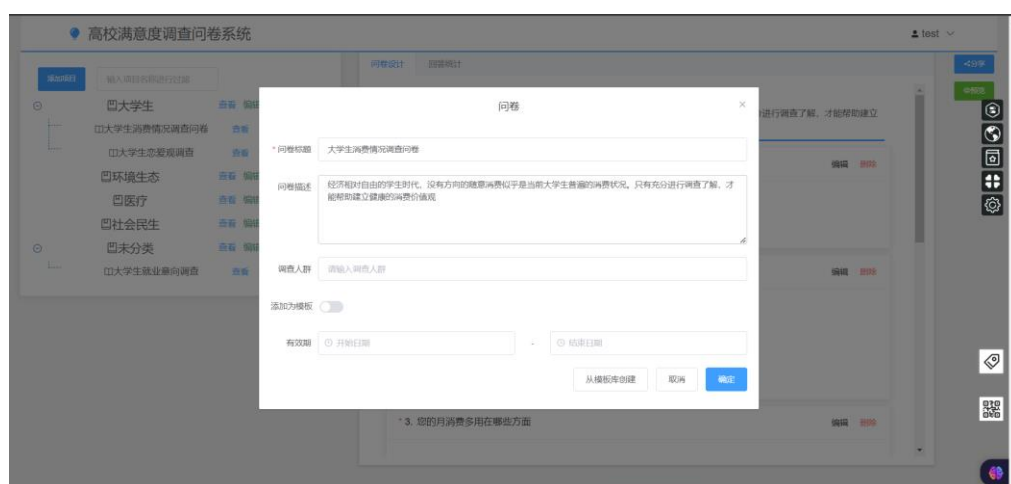 高校满意度调查问卷系统
test
问卷设计 回答统计
分享
添加项目 输入项目名称进行过滤
预览
大学生 查看 编辑
问卷
进行调查了解，才能帮助建立
大学生消费情况调查问卷 查看
* 问卷标题 大学生消费情况调查问卷
大学生恋爱观调查 查看
编辑 删除
环境生态 查看 编辑
问卷描述 经济相对自由的学生时代，没有方向的随意消费似乎是当前大学生普遍的消费状况。只有充分进行调查了解，才
能帮助建立健康的消费价值观
医疗 查看 编辑
社会民生 查看 编辑
未分类 查看 编辑
大学生就业意向调查 查看
调查人群 请输入调查人群
编辑 删除
添加为模板
有效期 开始日期 - 结束日期
从模板库创建 取消 确定
* 3. 您的月消费多用在哪些方面 编辑 删除